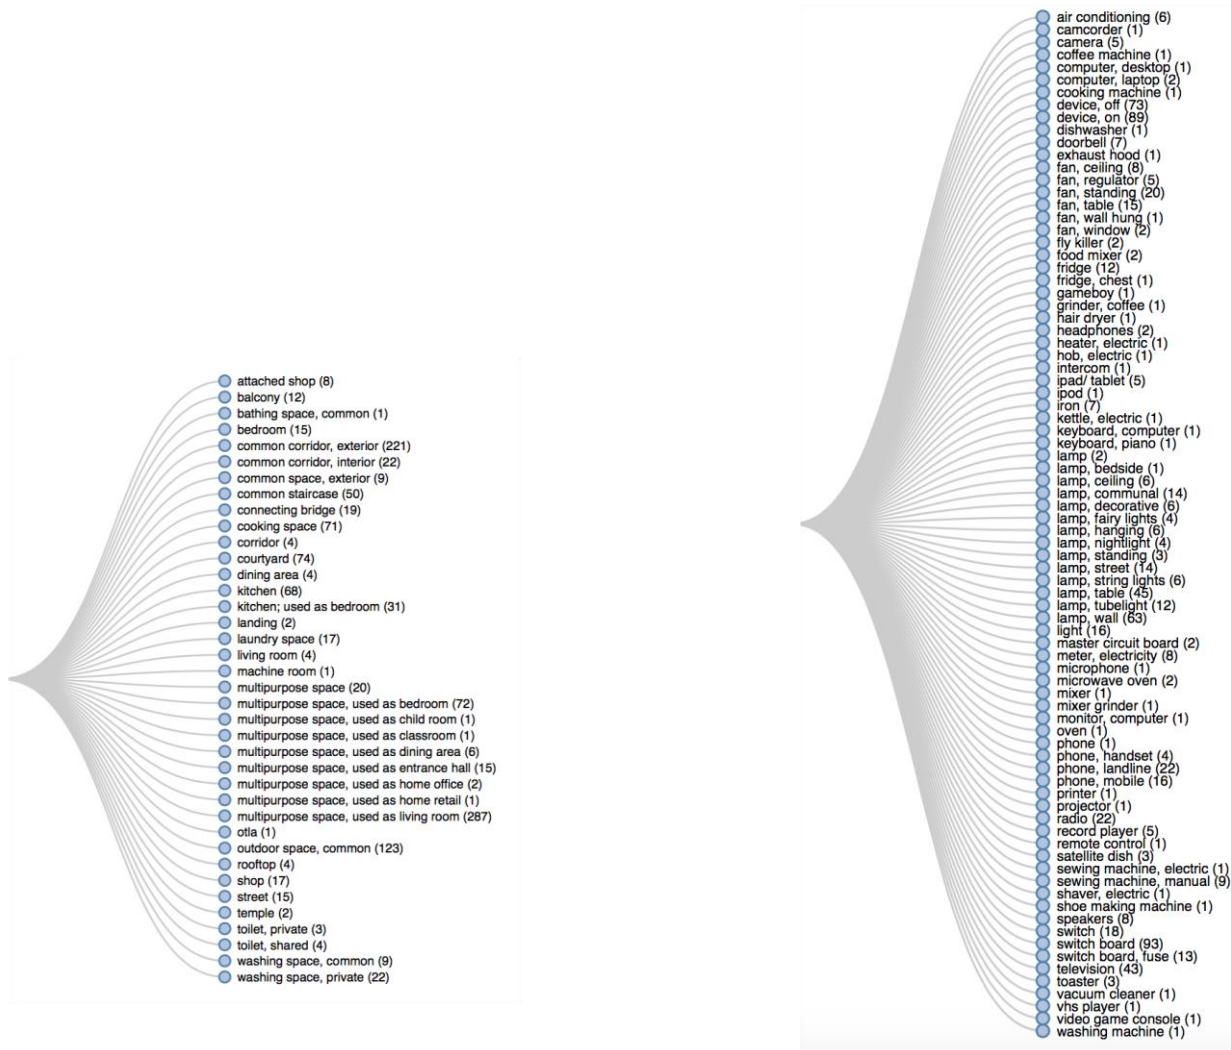 attached shop (8)
balcony (12)
bathing space, common (1)
bedroom (15)
common corridor, exterior (221)
common corridor, interior (22)
common space, exterior (9)
common staircase (50)
connecting bridge (19)
cooking space (71)
corridor (4)
courtyard (74)
dining area (4)
kitchen (68)
kitchen; used as bedroom (31)
landing (2)
laundry space (17)
living room (4)
machine room (1)
multipurpose space (20)
multipurpose space, used as bedroom (72)
multipurpose space, used as child room (1)
multipurpose space, used as classroom (1)
multipurpose space, used as dining area (6)
multipurpose space, used as entrance hall (15)
multipurpose space, used as home office (2)
multipurpose space, used as home retail (1)
multipurpose space, used as living room (287)
otla (1)
outdoor space, common (123)
rooftop (4)
shop (17)
street (15)
temple (2)
toilet, private (3)
toilet, shared (4)
washing space, common (9)
washing space, private (22)
air conditioning (6)
camcorder (1)
camera (5)
coffee machine (1)
computer, desktop (1)
computer, laptop (2)
cooking machine (1)
device, off (73)
device, on (89)
dishwasher (1)
doorbell (7)
exhaust hood (1)
fan, ceiling (8)
fan, regulator (5)
fan, standing (20)
fan, table (15)
fan, wall hung (1)
fan, window (2)
fly killer (2)
food mixer (2)
fridge (12)
fridge, chest (1)
gameboy (1)
grinder, coffee (1)
hair dryer (1)
headphones (2)
heater, electric (1)
hob, electric (1)
intercom (1)
ipad/ tablet (5)
ipod (1)
iron (7)
kettle, electric (1)
keyboard, computer (1)
keyboard, piano (1)
lamp (2)
lamp, bedside (1)
lamp, ceiling (6)
lamp, communal (14)
lamp, decorative (6)
lamp, fairy lights (4)
lamp, hanging (6)
lamp, nightlight (4)
lamp, standing (3)
lamp, street (14)
lamp, string lights (6)
lamp, table (45)
lamp, tubelight (12)
lamp, wall (63)
light (16)
master circuit board (2)
meter, electricity (8)
microphone (1)
microwave oven (2)
mixer (1)
mixer grinder (1)
monitor, computer (1)
oven (1)
phone (1)
phone, handset (4)
phone, landline (22)
phone, mobile (16)
printer (1)
projector (1)
radio (22)
record player (5)
remote control (1)
satellite dish (3)
sewing machine, electric (1)
sewing machine, manual (9)
shaver, electric (1)
shoe making machine (1)
speakers (8)
switch (18)
switch board (93)
switch board, fuse (13)
television (43)
toaster (3)
vacuum cleaner (1)
vhs player (1)
video game console (1)
washing machine (1)